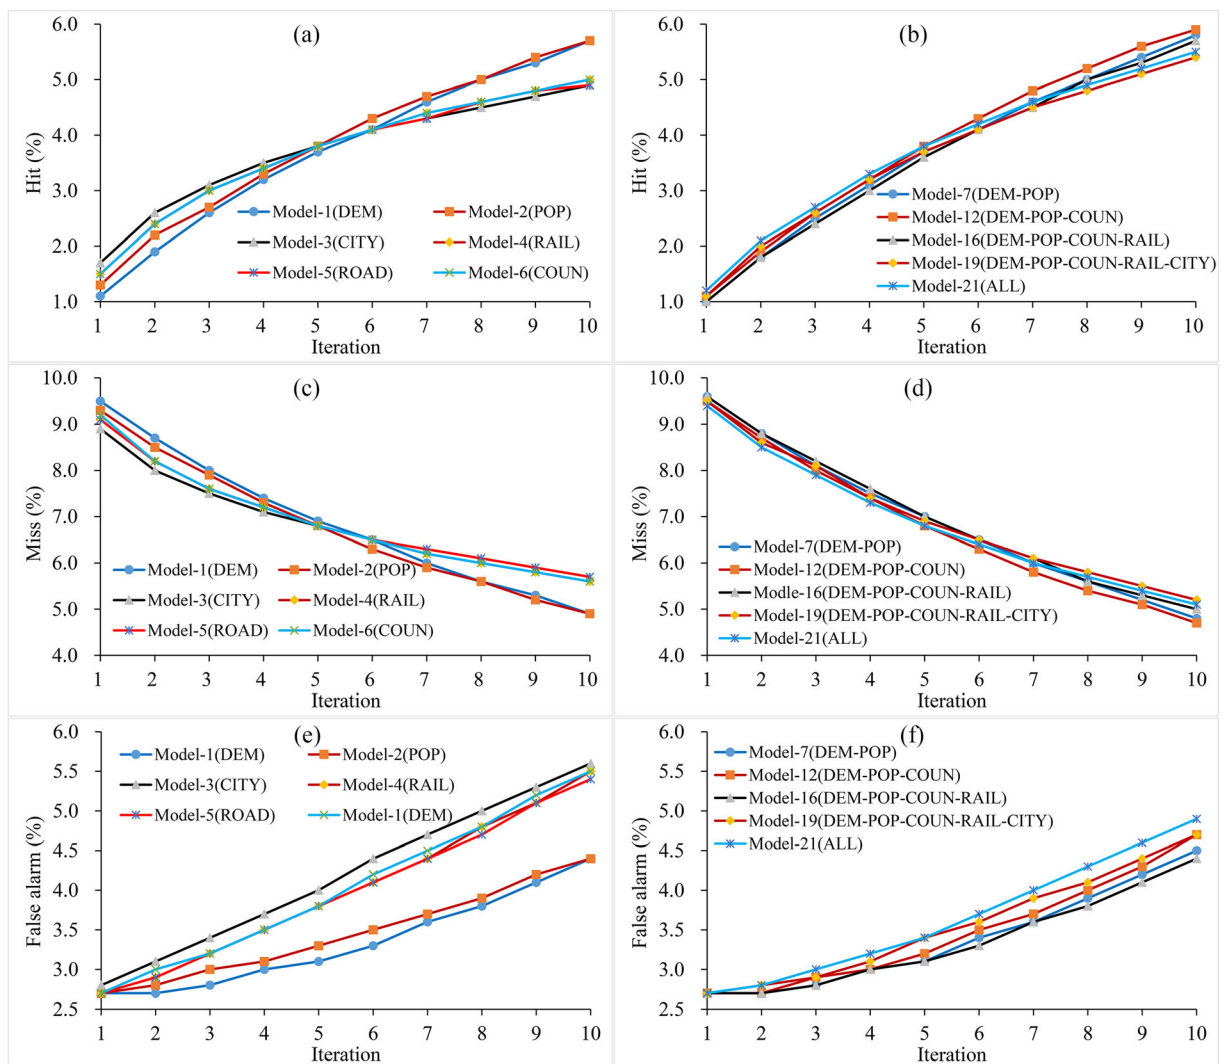 (a)
Hit (%)
6.0
5.0
4.0
3.0
2.0
1.0
Model-1(DEM) Model-2(POP)
Model-3(CITY) Model-4(RAIL)
Model-5(ROAD) Model-6(COUN)
1 2 3 4 5 6 7 8 9 10
Iteration
(b)
Hit (%)
6.0
5.0
4.0
3.0
2.0
1.0
Model-7(DEM-POP)
Model-12(DEM-POP-COUN)
Model-16(DEM-POP-COUN-RAIL)
Model-19(DEM-POP-COUN-RAIL-CITY)
Model-21(ALL)
1 2 3 4 5 6 7 8 9 10
Iteration
(c)
Miss (%)
10.0
9.0
8.0
7.0
6.0
5.0
4.0
Model-1(DEM) Model-2(POP)
Model-3(CITY) Model-4(RAIL)
Model-5(ROAD) Model-6(COUN)
1 2 3 4 5 6 7 8 9 10
Iteration
(d)
Miss (%)
10.0
9.0
8.0
7.0
6.0
5.0
4.0
Model-7(DEM-POP)
Model-12(DEM-POP-COUN)
Modle-16(DEM-POP-COUN-RAIL)
Model-19(DEM-POP-COUN-RAIL-CITY)
Model-21(ALL)
1 2 3 4 5 6 7 8 9 10
Iteration
(e)
False alarm (%)
6.0
5.5
5.0
4.5
4.0
3.5
3.0
2.5
Model-1(DEM) Model-2(POP)
Model-3(CITY) Model-4(RAIL)
Model-5(ROAD) Model-1(DEM)
1 2 3 4 5 6 7 8 9 10
Iteration
(f)
False alarm (%)
6.0
5.5
5.0
4.5
4.0
3.5
3.0
2.5
Model-7(DEM-POP)
Model-12(DEM-POP-COUN)
Model-16(DEM-POP-COUN-RAIL)
Model-19(DEM-POP-COUN-RAIL-CITY)
Model-21(ALL)
1 2 3 4 5 6 7 8 9 10
Iteration